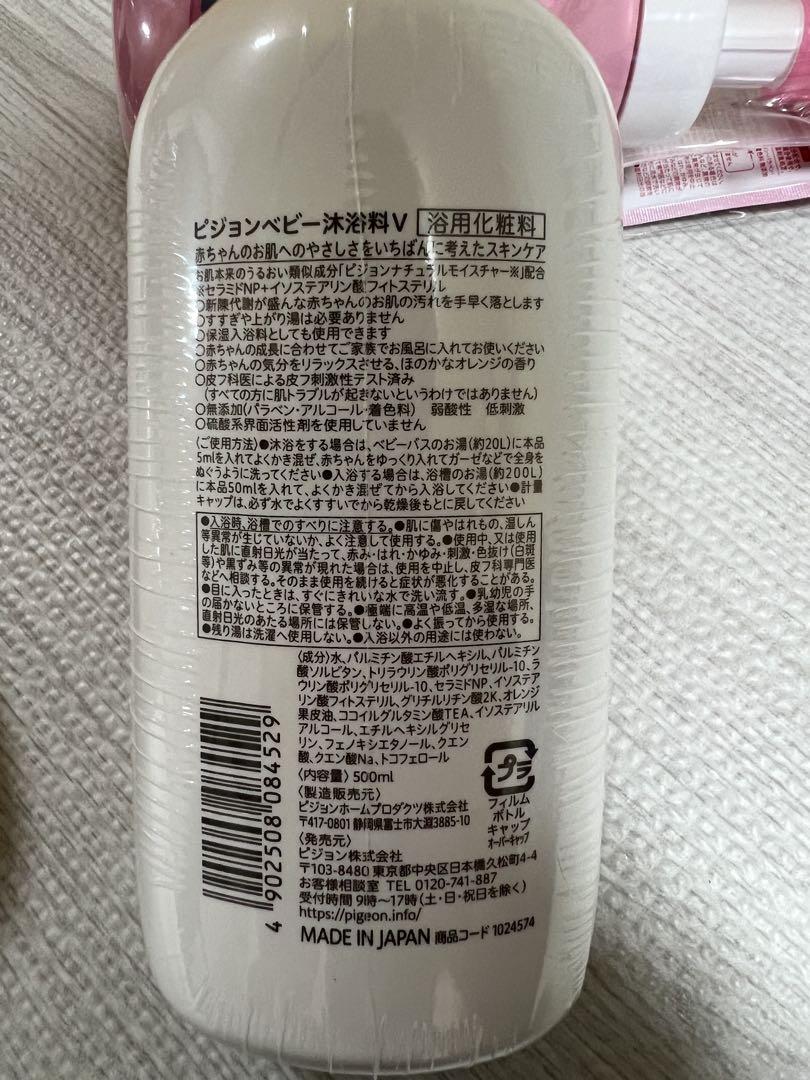 ピジョンベビー沐浴料V 浴用化粧料
赤ちゃんのお肌へのやさしさをいちばんに考えたスキンケア
お肌本来のうるおい類似成分「ピジョンナチュラルモイスチャー※」配合
※セラミドNP+イソステアリン酸フィトステリル
○新陳代謝が盛んな赤ちゃんのお肌の汚れを手早く落とします
○すすぎや上がり湯は必要ありません
○保湿入浴料としても使用できます
○赤ちゃんの成長に合わせてご家族でお風呂に入れてお使いください
○赤ちゃんの気分をリラックスさせる、ほのかなオレンジの香り
○皮フ科医による皮フ刺激性テスト済み
(すべての方に肌トラブルが起きないというわけではありません)
○無添加(パラベン・アルコール・着色料) 弱酸性 低刺激
○硫酸系界面活性剤を使用していません
〈ご使用方法〉●沐浴をする場合は、ベビーバスのお湯(約20L)に本品
5mlを入れてよくかき混ぜ、赤ちゃんをゆっくり入れてガーゼなどで全身を
ぬぐうように洗ってください●入浴する場合は、浴槽のお湯(約200L)
に本品50mlを入れて、よくかき混ぜてから入浴してください●計量
キャップは、必ず水でよくすすいでから乾燥後もとに戻してください
●入浴時、浴槽でのすべりに注意する。●肌に傷やはれもの、湿しん
等異常が生じていないか、よく注意して使用する。●使用中、又は使用
した肌に直射日光が当たって、赤み・はれ・かゆみ・刺激・色抜け(白斑
等)や黒ずみ等の異常が現れた場合は、使用を中止し、皮フ科専門医
などへ相談する。そのまま使用を続けると症状が悪化することがある。
●目に入ったときは、すぐにきれいな水で洗い流す。●乳幼児の手
の届かないところに保管する。●極端に高温や低温、多湿な場所、
直射日光のあたる場所には保管しない。●よく振ってから使用する。
●残り湯は洗濯へ使用しない。●入浴以外の用途には使わない。
〈成分〉水、パルミチン酸エチルヘキシル、パルミチン
酸ソルビタン、トリラウリン酸ポリグリセリル-10、ラ
ウリン酸ポリグリセリル-10、セラミドNP、イソステア
リン酸フィトステリル、グリチルリチン酸2K、オレンジ
果皮油、ココイルグルタミン酸TEA、イソステアリル
アルコール、エチルヘキシルグリセ
リン、フェノキシエタノール、クエン
酸、クエン酸Na、トコフェロール
〈内容量〉500ml
〈製造販売元〉
ピジョンホームプロダクツ株式会社
〒417-0801 静岡県富士市大淵3885-10
〈発売元〉
ピジョン株式会社
〒103-8480 東京都中央区日本橋久松町4-4
お客様相談室 TEL 0120-741-887
受付時間 9時～17時(土・日・祝日を除く)
https://pigeon.info/
MADE IN JAPAN 商品コード 1024574
プラ
フィルム
ボトル
キャップ
オーバーキャップ
4 902508 084529